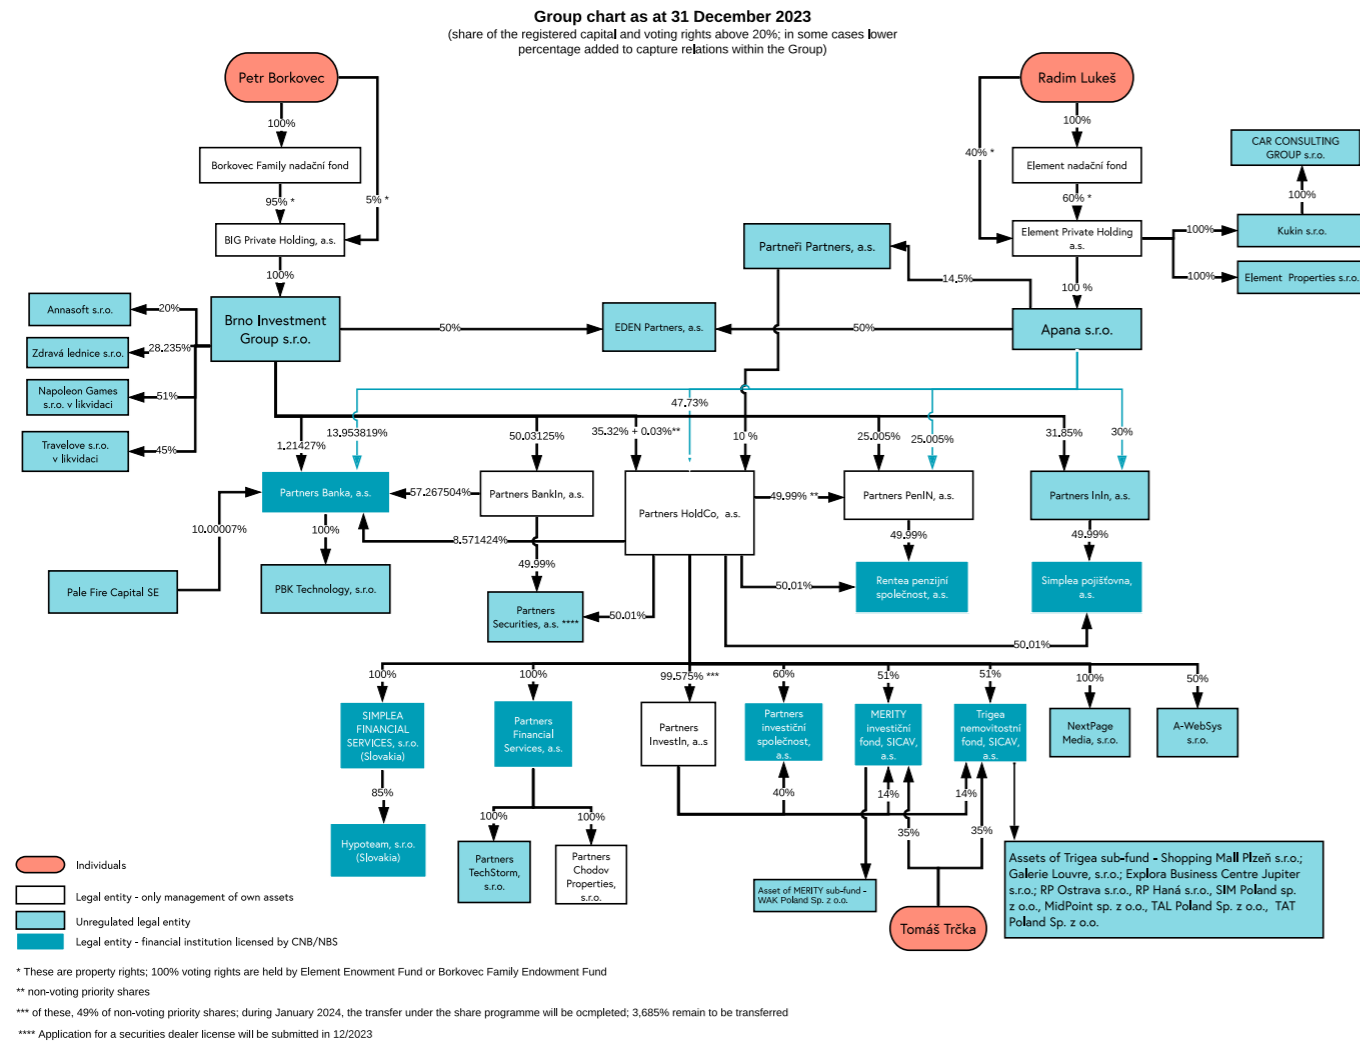 Group chart as at 31 December 2023
(share of the registered capital and voting rights above 20%; in some cases lower
percentage added to capture relations within the Group)
Petr Borkovec
Radim Lukeš
100%
100%
CAR CONSULTING
GROUP s.r.o.
Borkovec Family nadační fond
40% *
Element nadační fond
95% *
5% *
60% *
100%
BIG Private Holding, a.s.
Partneři Partners, a.s.
Element Private Holding
a.s.
100%
Kukin s.r.o.
100%
14.5%
100 %
100%
Element Properties s.r.o.
Annasoft s.r.o.
20%
Brno Investment
Group s.r.o.
50%
EDEN Partners, a.s.
50%
Apana s.r.o.
Zdravá lednice s.r.o.
28.235%
Napoleon Games
s.r.o. v likvidaci
51%
47.73%
Travelove s.r.o.
v likvidaci
45%
1.21427%
13.953819%
50.03125%
35.32% + 0.03%**
10 %
25.005%
25.005%
31.85%
30%
Partners Banka, a.s.
57.267504%
Partners BankIn, a.s.
Partners HoldCo, a.s.
49.99% **
Partners PenIN, a.s.
Partners InIn, a.s.
10.00007%
100%
8.571424%
49.99%
49.99%
49.99%
Pale Fire Capital SE
PBK Technology, s.r.o.
Partners
Securities, a.s. ****
50.01%
50.01%
Rentea penzijní
společnost, a.s.
Simplea pojišťovna,
a.s.
50.01%
100%
100%
99.575% ***
60%
51%
51%
100%
50%
SIMPLEA
FINANCIAL
SERVICES, s.r.o.
(Slovakia)
Partners
Financial
Services, a.s.
Partners
InvestIn, a..s
Partners
investiční
společnost,
a.s.
MERITY
investiční
fond, SICAV,
a.s.
Trigea
nemovitostní
fond, SICAV,
a.s.
NextPage
Media, s.r.o.
A-WebSys
s.r.o.
85%
40%
14%
14%
100%
100%
35%
35%
Hypoteam, s.r.o.
(Slovakia)
Partners
TechStorm,
s.r.o.
Partners
Chodov
Properties,
s.r.o.
Asset of MERITY sub-fund -
WAK Poland Sp. z o.o.
Tomáš Trčka
Assets of Trigea sub-fund - Shopping Mall Plzeň s.r.o.;
Galerie Louvre, s.r.o.; Explora Business Centre Jupiter
s.r.o.; RP Ostrava s.r.o., RP Haná s.r.o., SIM Poland sp.
z o.o., MidPoint sp. z o.o., TAL Poland Sp. z o.o., TAT
Poland Sp. z o.o.
Individuals
Legal entity - only management of own assets
Unregulated legal entity
Legal entity - financial institution licensed by CNB/NBS
* These are property rights; 100% voting rights are held by Element Enowment Fund or Borkovec Family Endowment Fund
** non-voting priority shares
*** of these, 49% of non-voting priority shares; during January 2024, the transfer under the share programme will be ocmpleted; 3,685% remain to be transferred
**** Application for a securities dealer license will be submitted in 12/2023